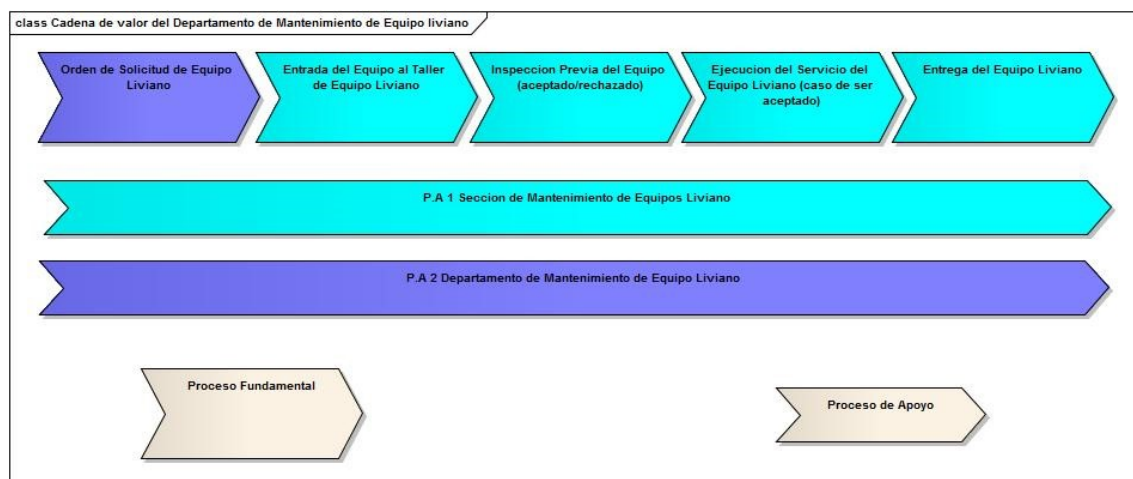 class Cadena de valor del Departamento de Mantenimiento de Equipo liviano
Orden de Solicitud de Equipo
Liviano
Entrada del Equipo al Taller
de Equipo Liviano
Inspeccion Previa del Equipo
(aceptado/rechazado)
Ejecucion del Servicio del
Equipo Liviano (caso de ser
aceptado)
Entrega del Equipo Liviano
P.A 1 Seccion de Mantenimiento de Equipos Liviano
P.A 2 Departamento de Mantenimiento de Equipo Liviano
Proceso Fundamental
Proceso de Apoyo